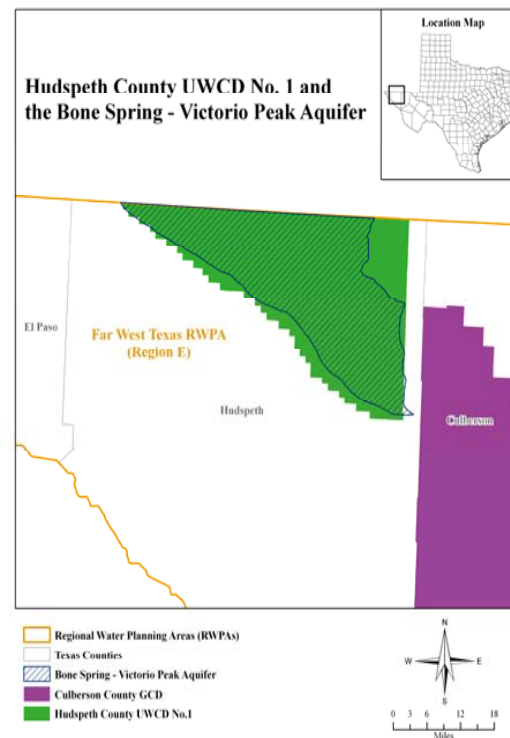 Location Map
Hudspeth County UWCD No. 1 and
the Bone Spring - Victorio Peak Aquifer
El Paso
Far West Texas RWPA
(Region E)
Hudspeth
Culberson
Regional Water Planning Areas (RWPAs)
Texas Counties
Bone Spring - Victorio Peak Aquifer
Culberson County GCD
Hudspeth County UWCD No.1
N
W E
S
0 3 6 12 18
Miles